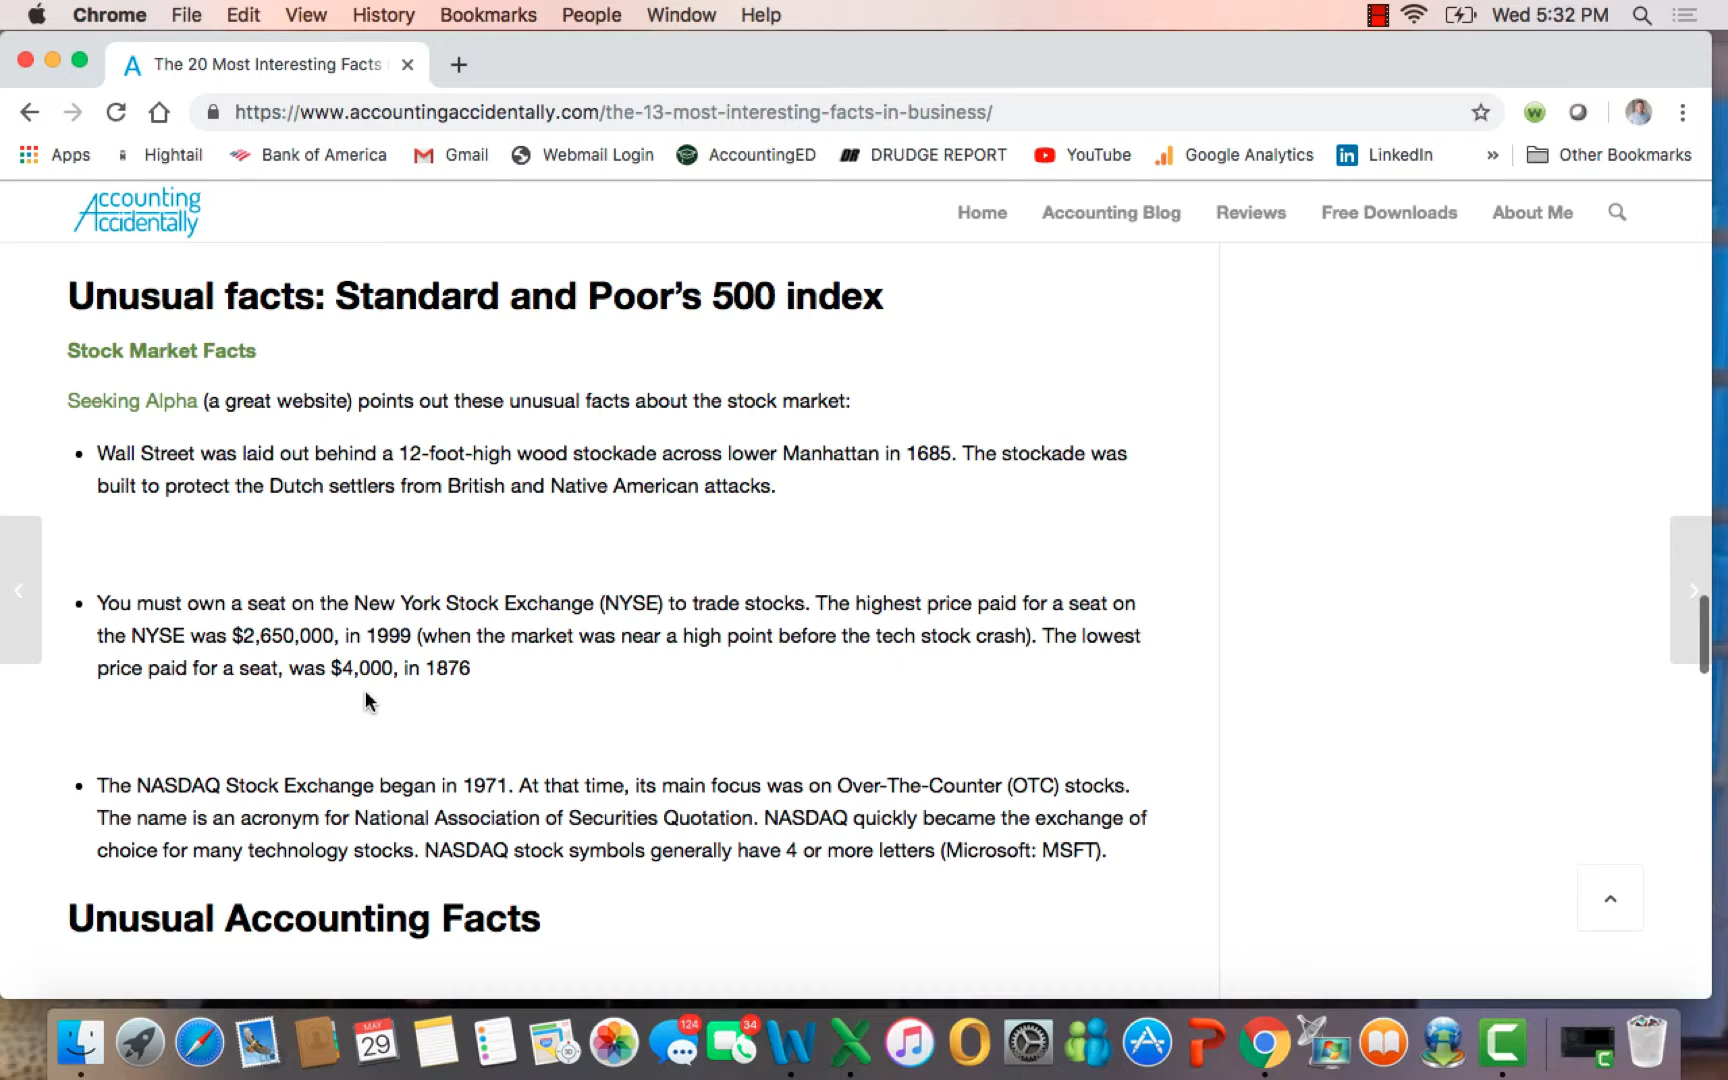 Chrome File Edit View History Bookmarks People Window Help Wed 5:32 PM
The 20 Most Interesting Facts
https://www.accountingaccidentally.com/the-13-most-interesting-facts-in-business/
Apps Hightail Bank of America Gmail Webmail Login AccountingED DRUDGE REPORT YouTube Google Analytics LinkedIn » Other Bookmarks
Accounting
Accidentally
Home Accounting Blog Reviews Free Downloads About Me
Unusual facts: Standard and Poor’s 500 index
Stock Market Facts
Seeking Alpha (a great website) points out these unusual facts about the stock market:
• Wall Street was laid out behind a 12-foot-high wood stockade across lower Manhattan in 1685. The stockade was
built to protect the Dutch settlers from British and Native American attacks.
• You must own a seat on the New York Stock Exchange (NYSE) to trade stocks. The highest price paid for a seat on
the NYSE was $2,650,000, in 1999 (when the market was near a high point before the tech stock crash). The lowest
price paid for a seat, was $4,000, in 1876
• The NASDAQ Stock Exchange began in 1971. At that time, its main focus was on Over-The-Counter (OTC) stocks.
The name is an acronym for National Association of Securities Quotation. NASDAQ quickly became the exchange of
choice for many technology stocks. NASDAQ stock symbols generally have 4 or more letters (Microsoft: MSFT).
Unusual Accounting Facts
MAY
29
124
34